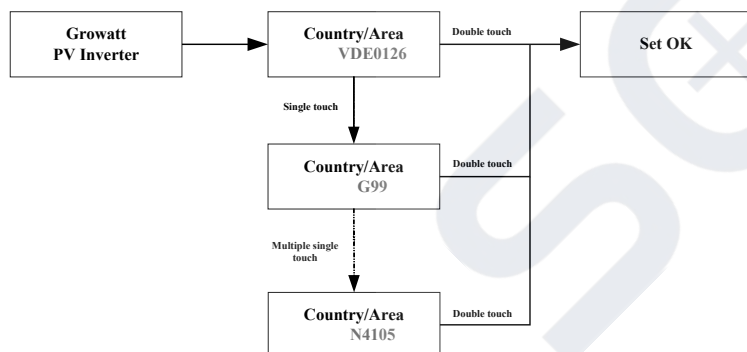 Growatt
PV Inverter
Country/Area
VDE0126
Double touch
Set OK
Single touch
Country/Area
G99
Double touch
Multiple single
touch
Country/Area
N4105
Double touch